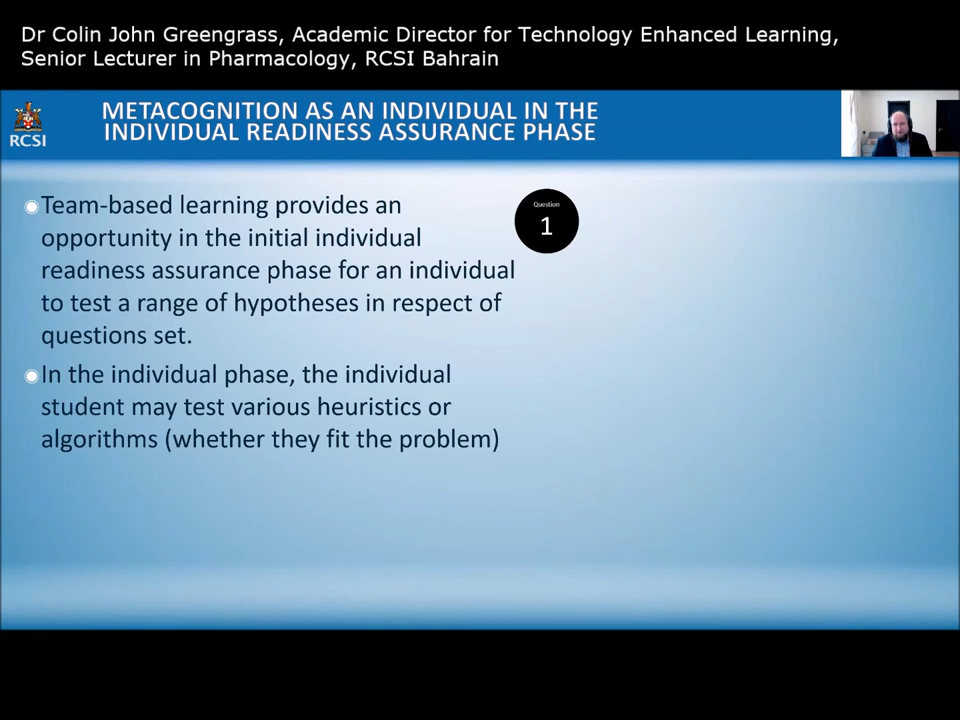 Dr Colin John Greengrass, Academic Director for Technology Enhanced Learning,
Senior Lecturer in Pharmacology, RCSI Bahrain
RCSI
METACOGNITION AS AN INDIVIDUAL IN THE
INDIVIDUAL READINESS ASSURANCE PHASE
Team-based learning provides an
opportunity in the initial individual
readiness assurance phase for an individual
to test a range of hypotheses in respect of
questions set.
In the individual phase, the individual
student may test various heuristics or
algorithms (whether they fit the problem)
Question
1